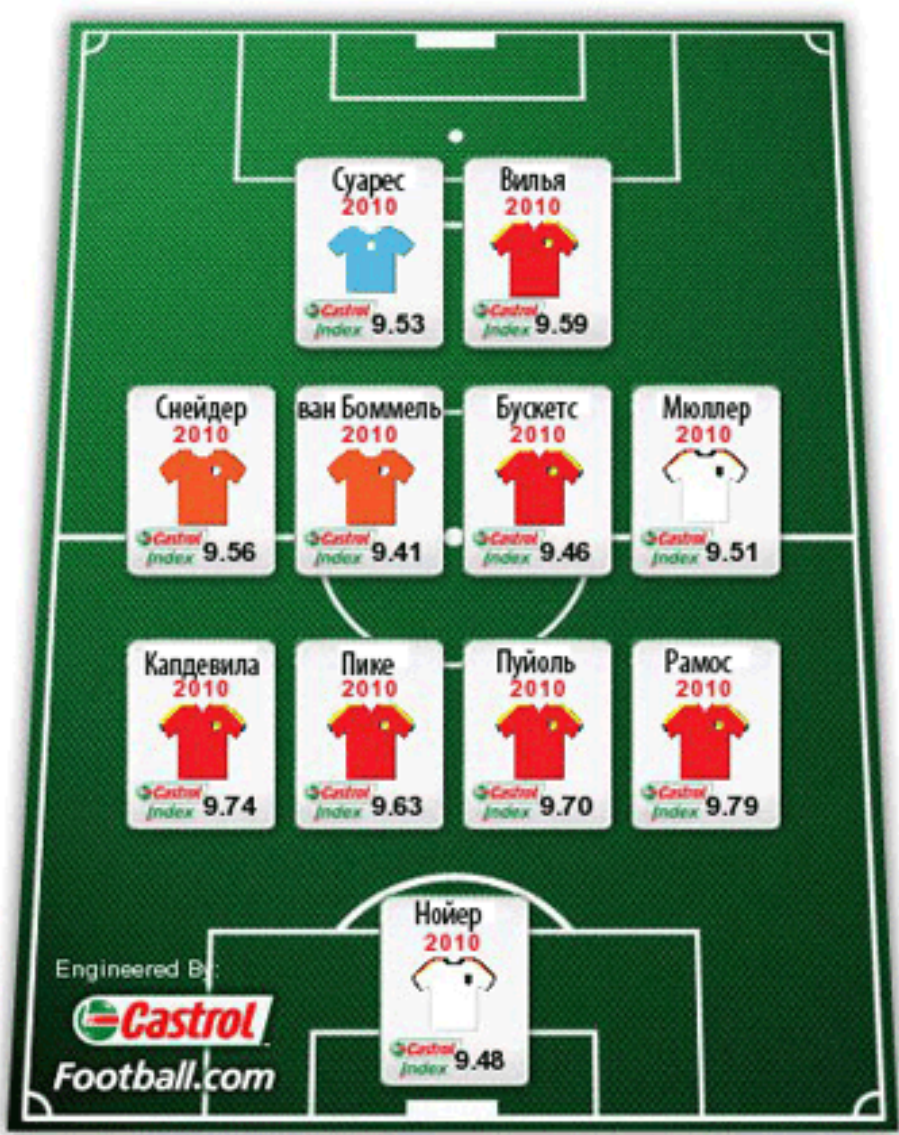 Суарес
2010
Castrol
Index 9.53
Вилья
2010
Castrol
Index 9.59
Снейдер
2010
Castrol
Index 9.56
ван Боммель
2010
Castrol
Index 9.41
Бускетс
2010
Castrol
Index 9.46
Мюллер
2010
Castrol
Index 9.51
Капдевила
2010
Castrol
Index 9.74
Пике
2010
Castrol
Index 9.63
Пуйоль
2010
Castrol
Index 9.70
Рамос
2010
Castrol
Index 9.79
Нойер
2010
Castrol
Index 9.48
Engineered By:
Castrol
Football.com